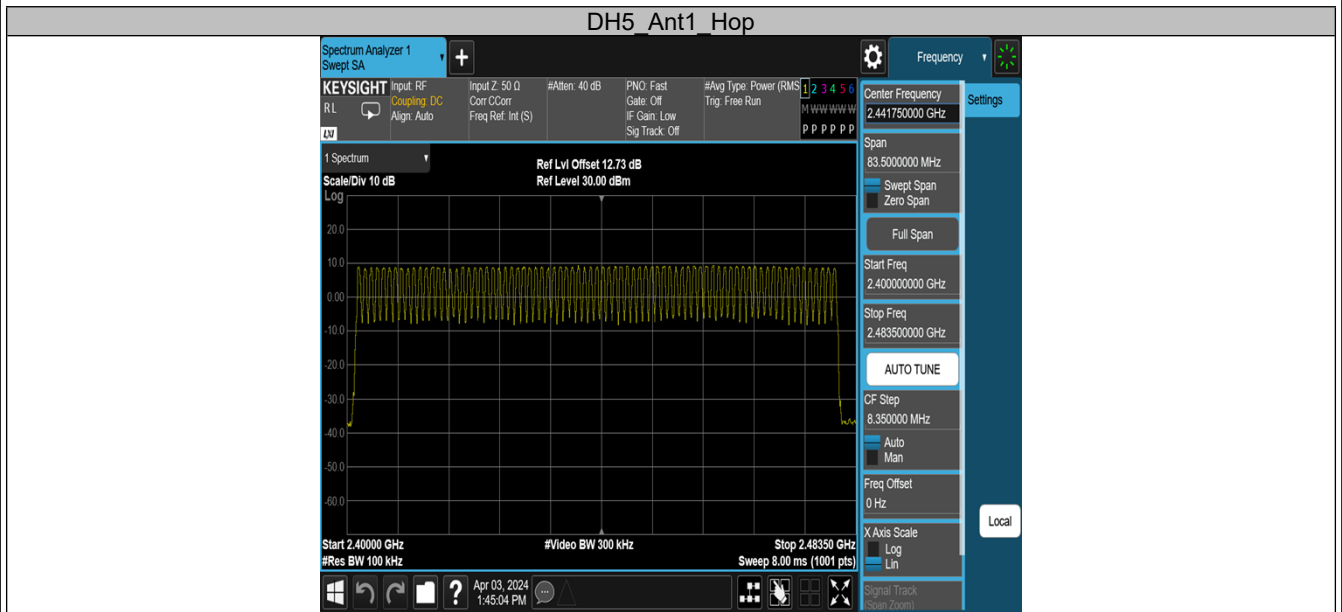 DH5_Ant1_Hop
Spectrum Analyzer 1
Swept SA
Frequency
KEYSIGHT
RL
LXI
Input: RF
Coupling: DC
Align: Auto
Input Z: 50 Ω
Corr CCorr
Freq Ref: Int (S)
#Atten: 40 dB
PNO: Fast
Gate: Off
IF Gain: Low
Sig Track: Off
#Avg Type: Power (RMS
Trig: Free Run
1 2 3 4 5 6
M W W W W W
P P P P P P
1 Spectrum
Scale/Div 10 dB
Log
Ref Lvl Offset 12.73 dB
Ref Level 30.00 dBm
20.0
10.0
0.00
-10.0
-20.0
-30.0
-40.0
-50.0
-60.0
Start 2.40000 GHz
#Res BW 100 kHz
#Video BW 300 kHz
Stop 2.48350 GHz
Sweep 8.00 ms (1001 pts)
Center Frequency
2.441750000 GHz
Settings
Span
83.5000000 MHz
Swept Span
Zero Span
Full Span
Start Freq
2.400000000 GHz
Stop Freq
2.483500000 GHz
AUTO TUNE
CF Step
8.350000 MHz
Auto
Man
Freq Offset
0 Hz
X Axis Scale
Log
Lin
Local
Signal Track
(Span Zoom)
?
Apr 03, 2024
1:45:04 PM